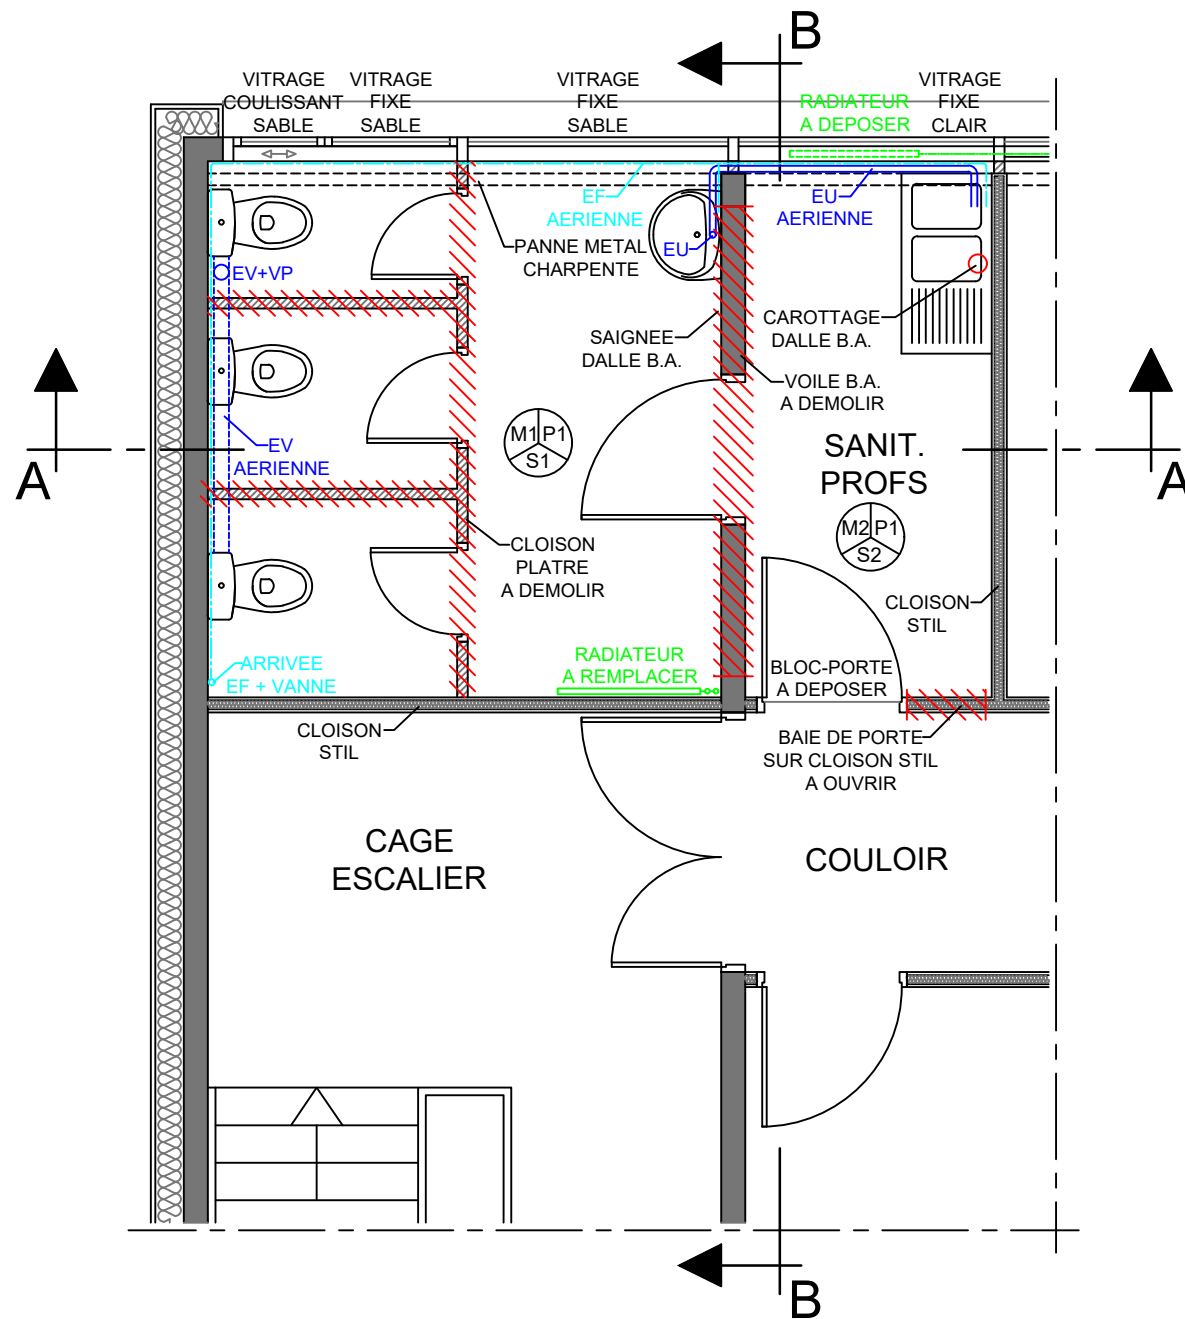 B
VITRAGE
COULISSANT
SABLE
VITRAGE
FIXE
SABLE
VITRAGE
FIXE
SABLE
RADIATEUR
A DEPOSER
VITRAGE
FIXE
CLAIR
EF
AERIENNE
EU
AERIENNE
PANNE METAL
CHARPENTE
EU
EV+VP
SAIGNEE
DALLE B.A.
CAROTTAGE
DALLE B.A.
VOILE B.A.
A DEMOLIR
M1 P1
S1
EV
AERIENNE
SANIT.
PROFS
A
A
M2 P1
S2
CLOISON
PLATRE
A DEMOLIR
CLOISON
STIL
ARRIVEE
EF + VANNE
RADIATEUR
A REMPLACER
BLOC-PORTE
A DEPOSER
CLOISON
STIL
BAIE DE PORTE
SUR CLOISON STIL
A OUVRIR
CAGE
ESCALIER
COULOIR
B